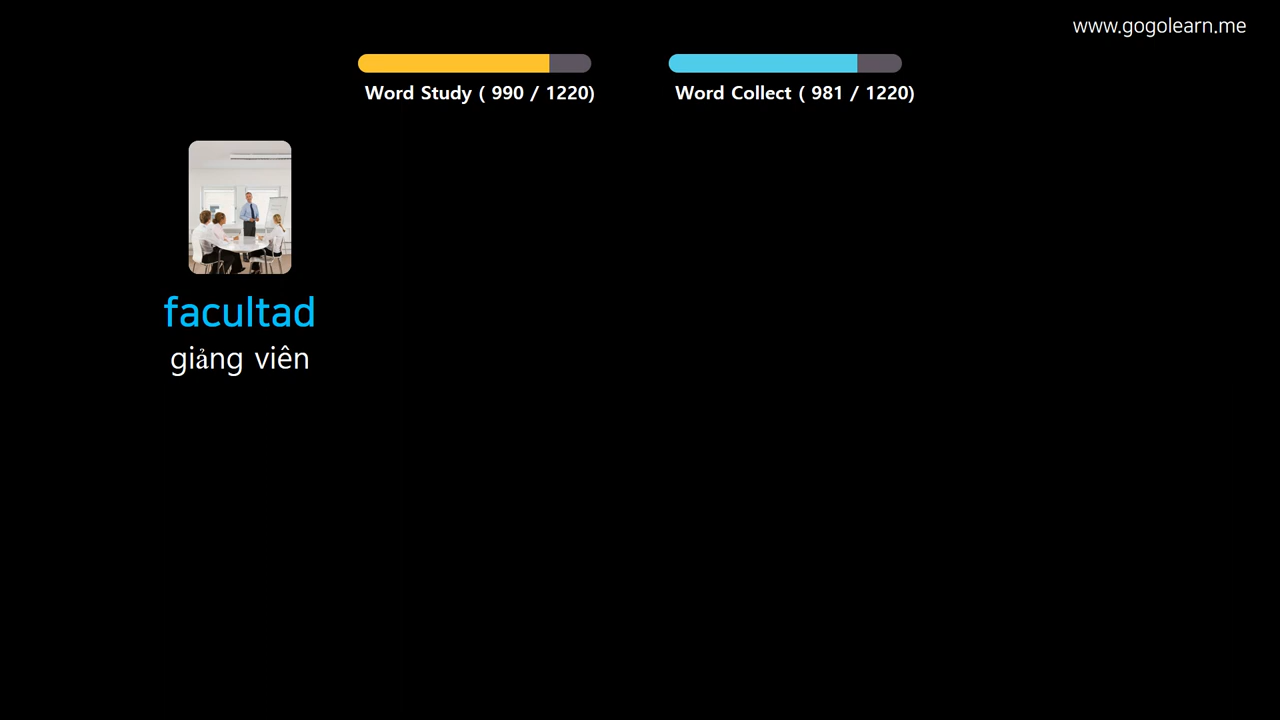 www.gogolearn.me
Word Study ( 990 / 1220)
Word Collect ( 981 / 1220)
facultad
giảng viên